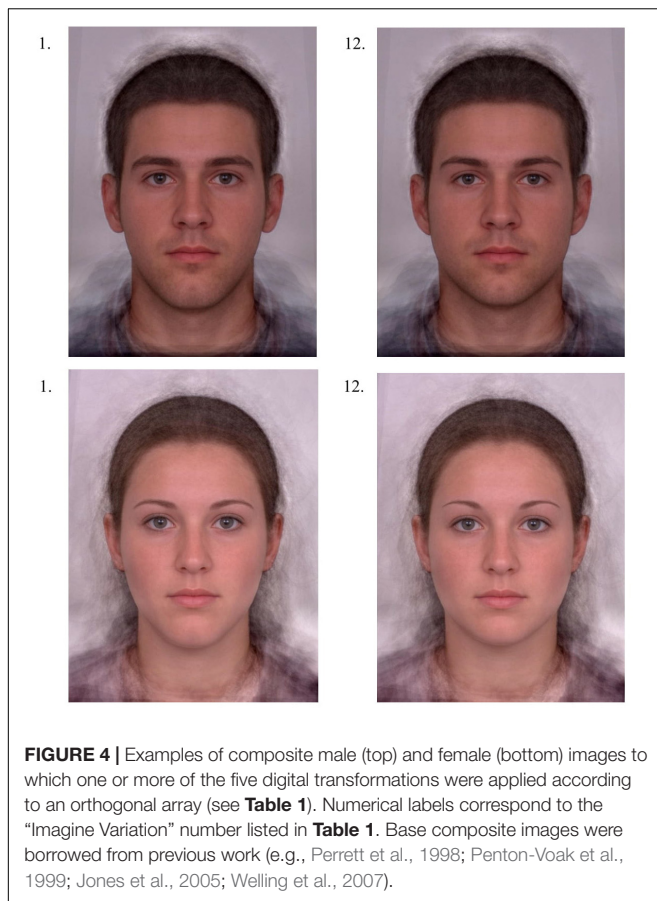 1. 12.
1. 12.
FIGURE 4 | Examples of composite male (top) and female (bottom) images to
which one or more of the five digital transformations were applied according
to an orthogonal array (see Table 1). Numerical labels correspond to the
“Imagine Variation” number listed in Table 1. Base composite images were
borrowed from previous work (e.g., Perrett et al., 1998; Penton-Voak et al.,
1999; Jones et al., 2005; Welling et al., 2007).